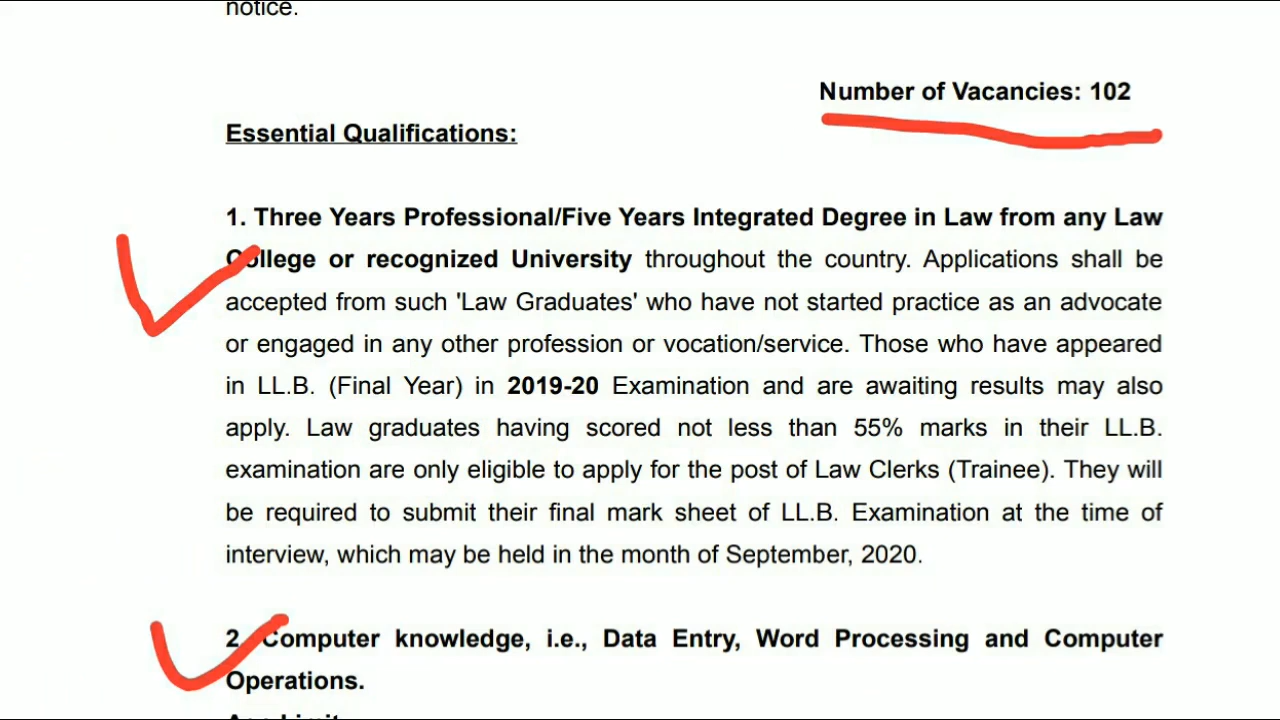 notice.
Number of Vacancies: 102
Essential Qualifications:
1. Three Years Professional/Five Years Integrated Degree in Law from any Law
College or recognized University throughout the country. Applications shall be
accepted from such 'Law Graduates' who have not started practice as an advocate
or engaged in any other profession or vocation/service. Those who have appeared
in LL.B. (Final Year) in 2019-20 Examination and are awaiting results may also
apply. Law graduates having scored not less than 55% marks in their LL.B.
examination are only eligible to apply for the post of Law Clerks (Trainee). They will
be required to submit their final mark sheet of LL.B. Examination at the time of
interview, which may be held in the month of September, 2020.
2. Computer knowledge, i.e., Data Entry, Word Processing and Computer
Operations.
Age Limit